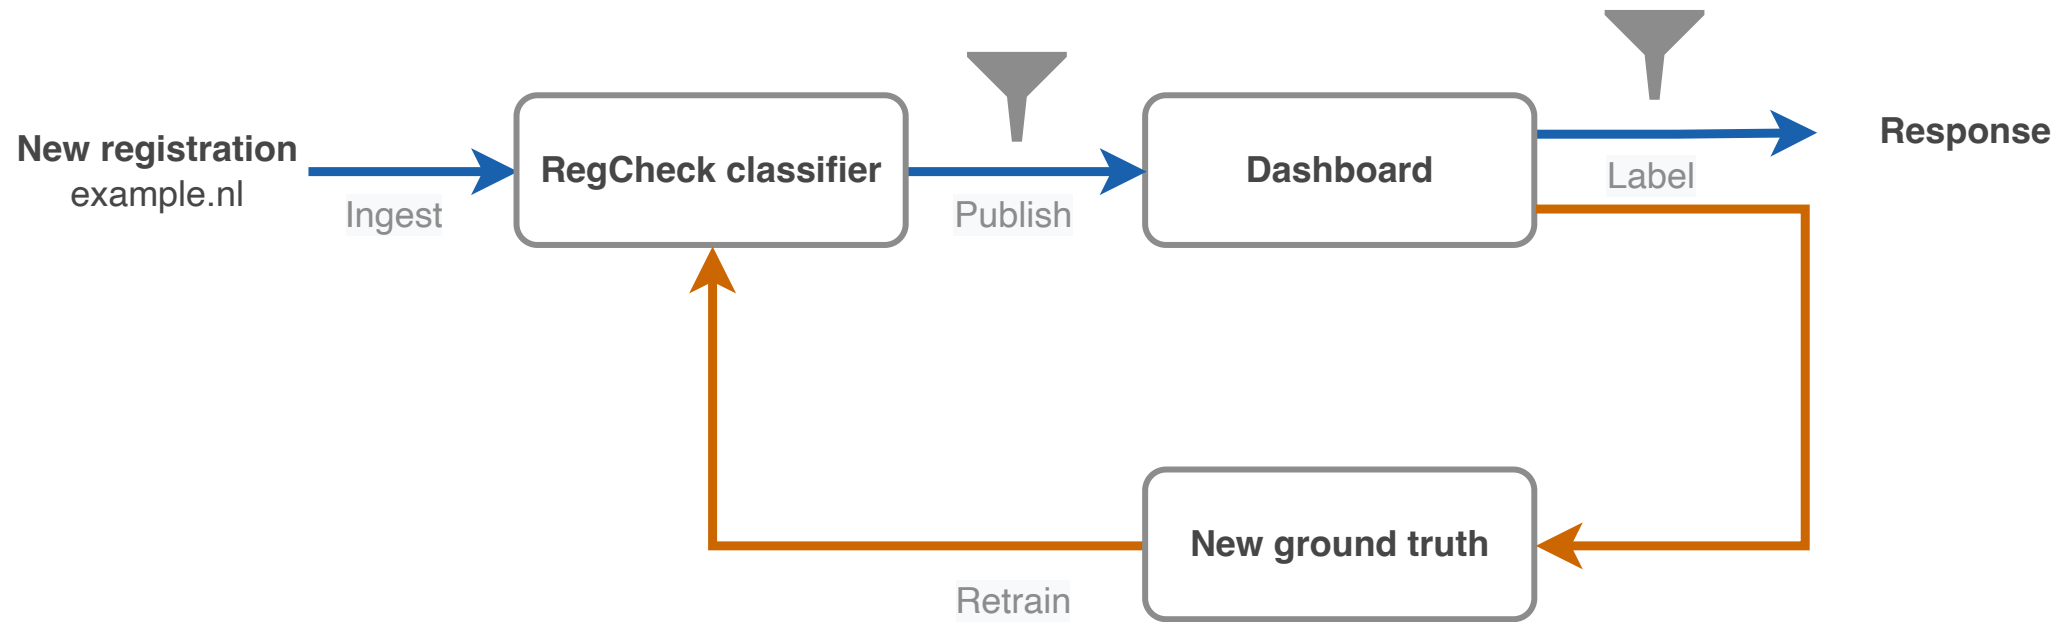 New registration
example.nl
Ingest
RegCheck classifier
Publish
Dashboard
Label
Response
New ground truth
Retrain